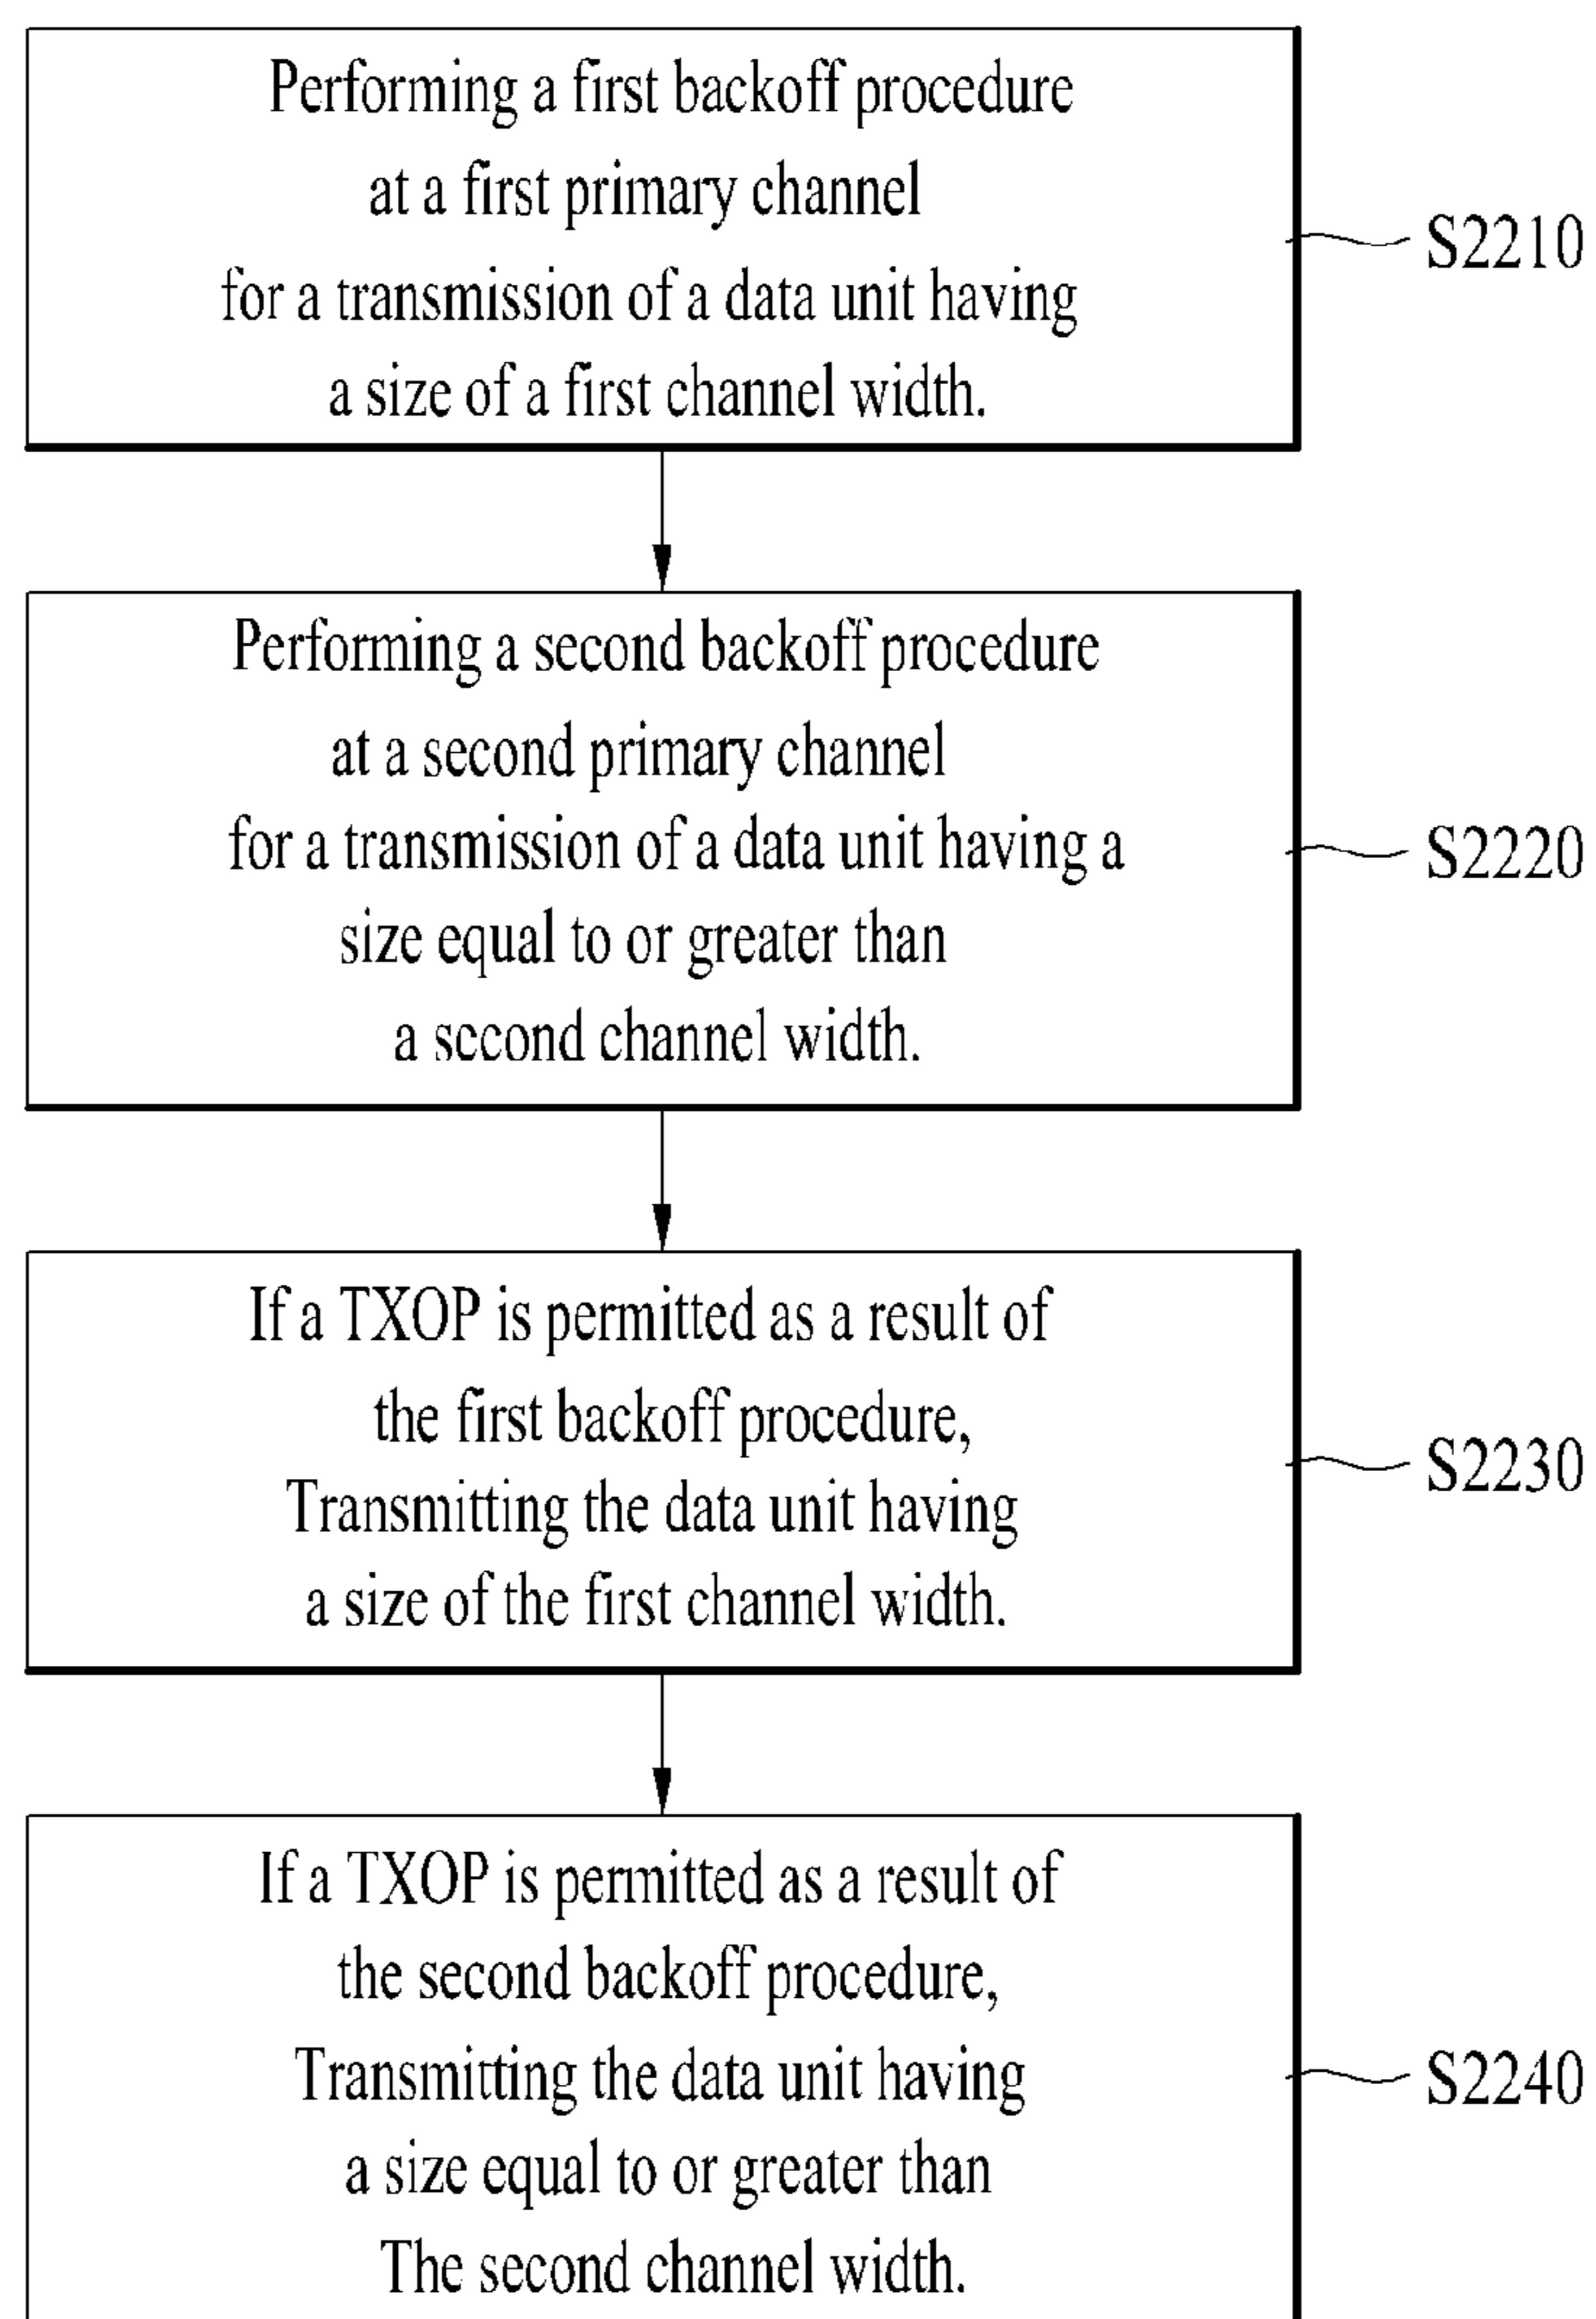 Performing a first backoff procedure
at a first primary channel
for a transmission of a data unit having
a size of a first channel width.
S2210
Performing a second backoff procedure
at a second primary channel
for a transmission of a data unit having a
size equal to or greater than
a second channel width.
S2220
If a TXOP is permitted as a result of
the first backoff procedure,
Transmitting the data unit having
a size of the first channel width.
S2230
If a TXOP is permitted as a result of
the second backoff procedure,
Transmitting the data unit having
a size equal to or greater than
The second channel width.
S2240